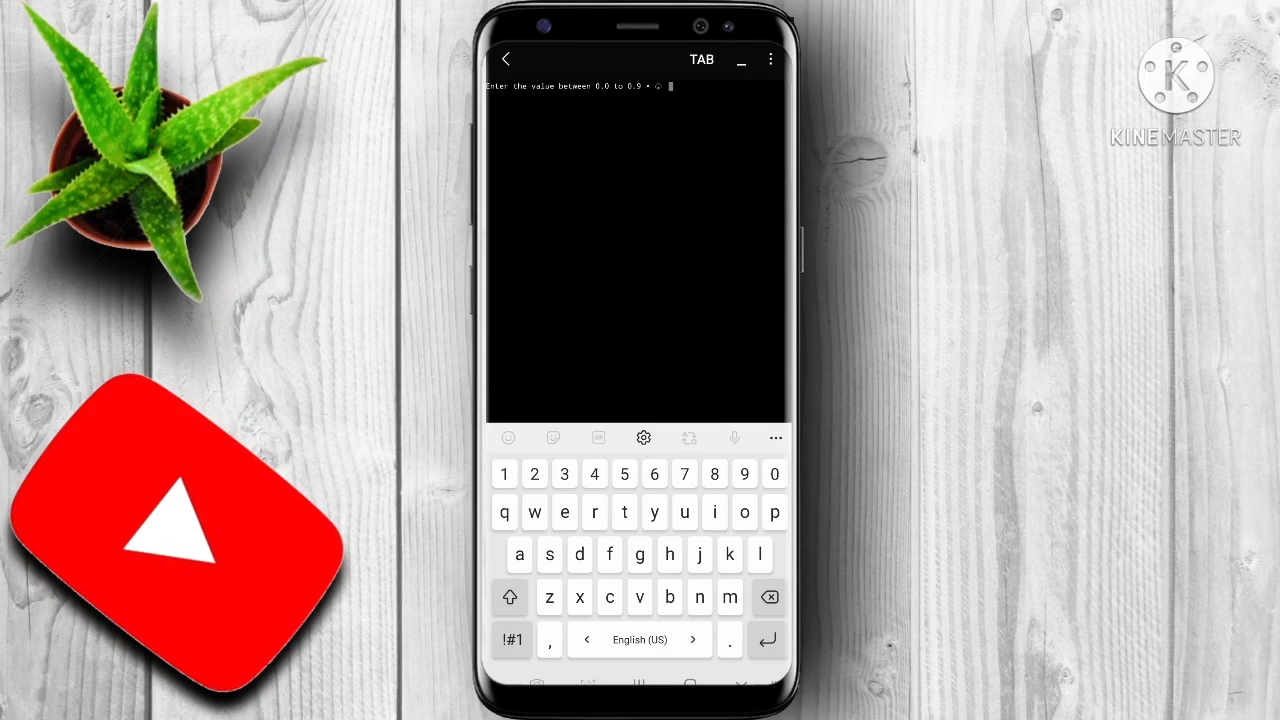 KINEMASTER
TAB
Enter the value between 0.0 to 0.9 •
GIF
1 2 3 4 5 6 7 8 9 0
q w e r t y u i o p
a s d f g h j k l
z x c v b n m
!#1 , < English (US) > .